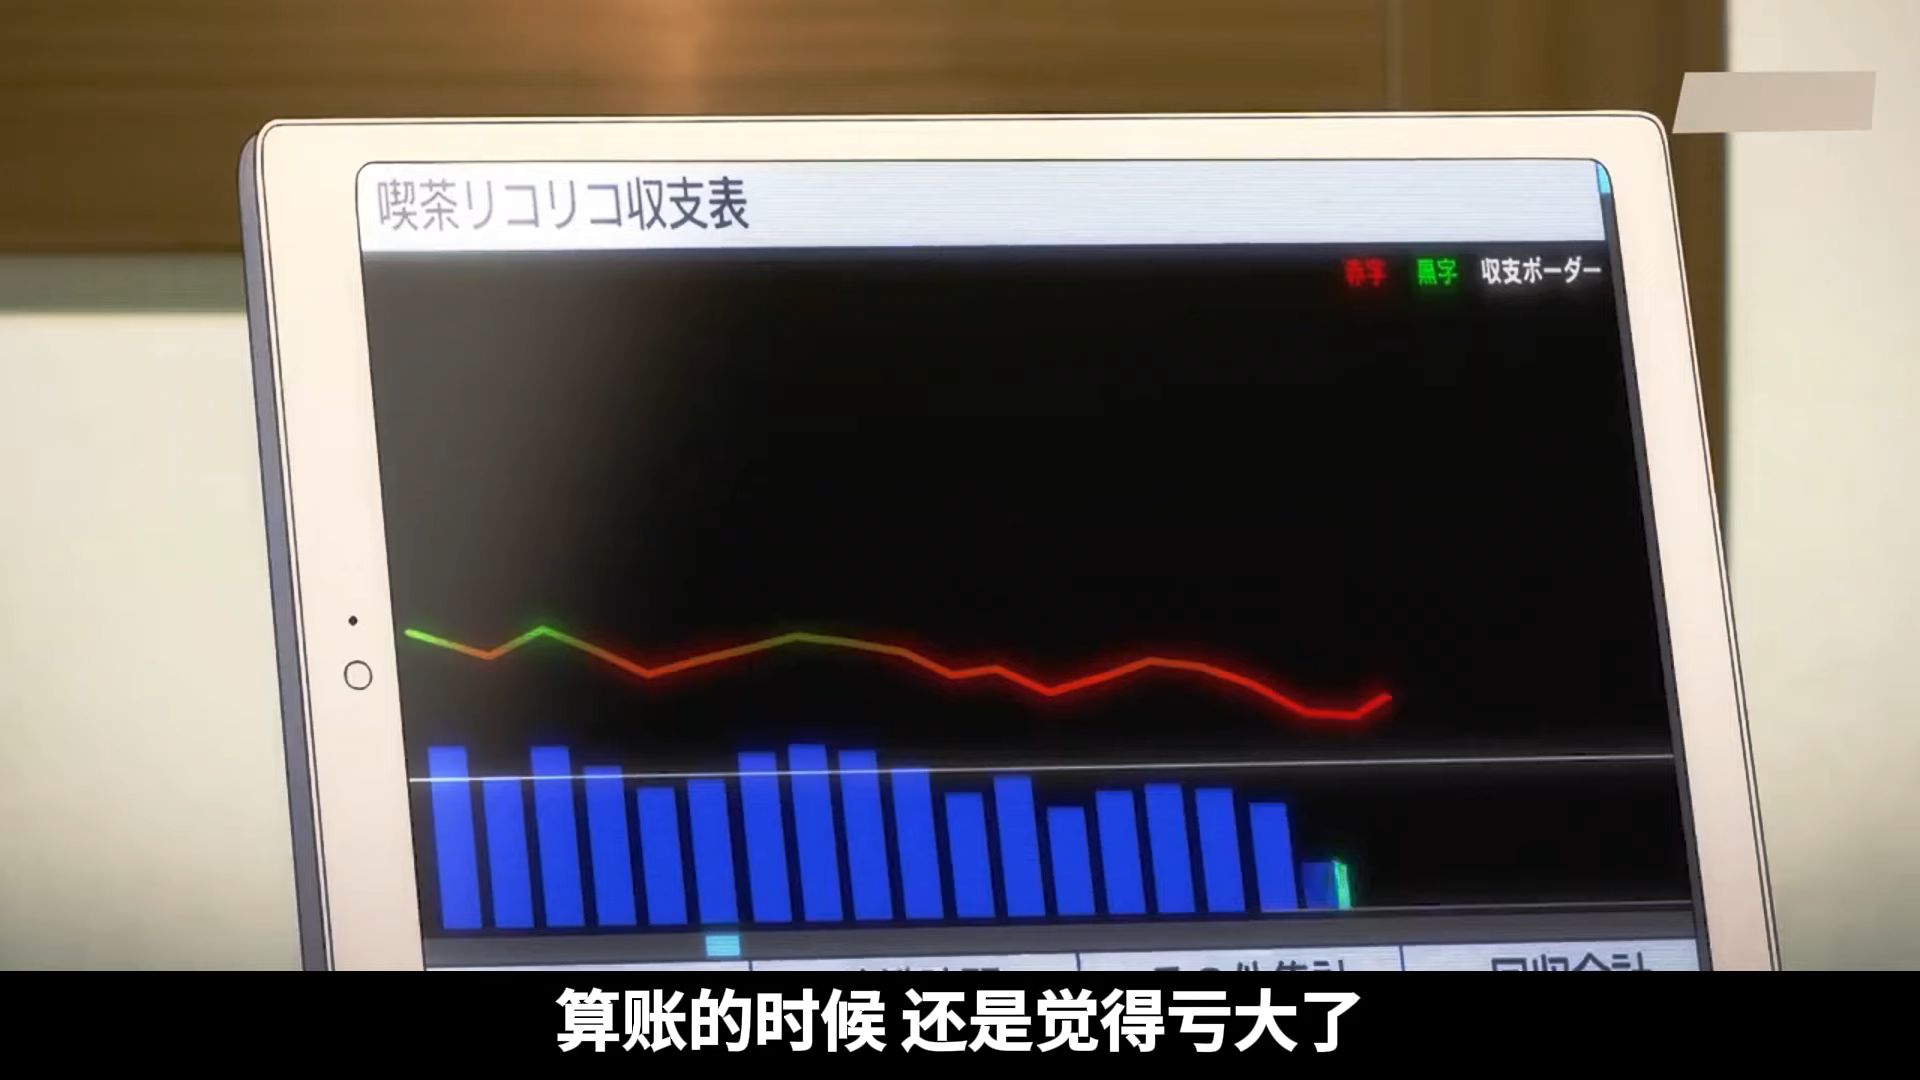 喫茶リコリコ収支表
赤字 黒字 収支ボーダー
算账的时候 还是觉得亏大了